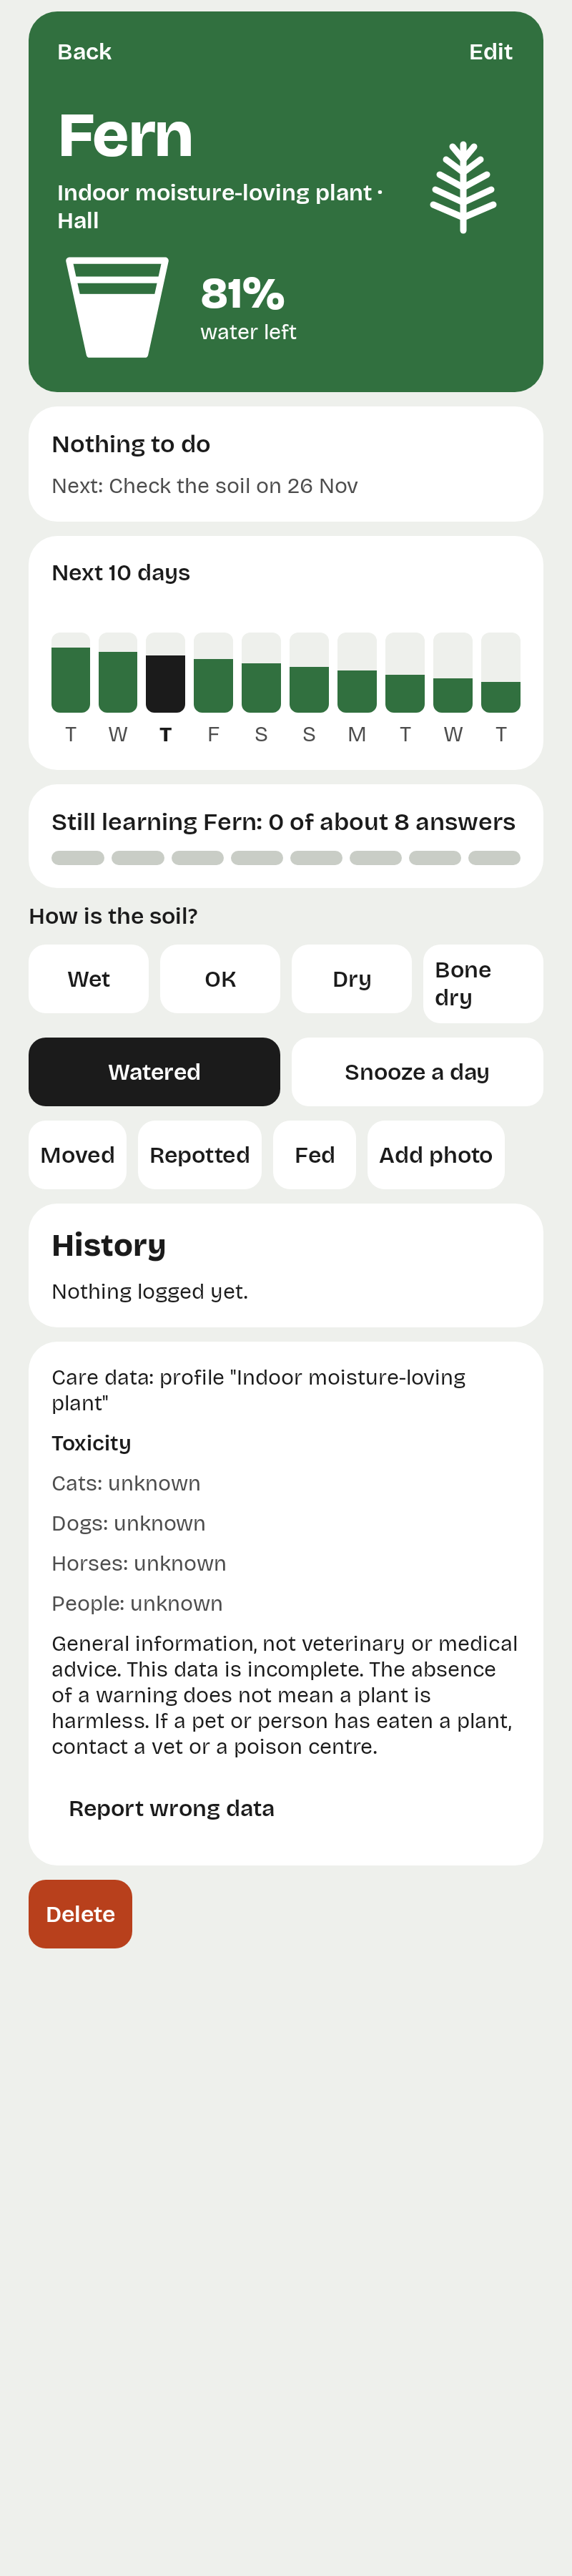 Back
Edit
Fern
Indoor moisture-loving plant ·
Hall
81%
water left
Nothing to do
Next: Check the soil on 26 Nov
Next 10 days
T W T F S S M T W T
Still learning Fern: 0 of about 8 answers
How is the soil?
Wet
OK
Dry
Bone
dry
Watered
Snooze a day
Moved
Repotted
Fed
Add photo
History
Nothing logged yet.
Care data: profile "Indoor moisture-loving
plant"
Toxicity
Cats: unknown
Dogs: unknown
Horses: unknown
People: unknown
General information, not veterinary or medical
advice. This data is incomplete. The absence
of a warning does not mean a plant is
harmless. If a pet or person has eaten a plant,
contact a vet or a poison centre.
Report wrong data
Delete